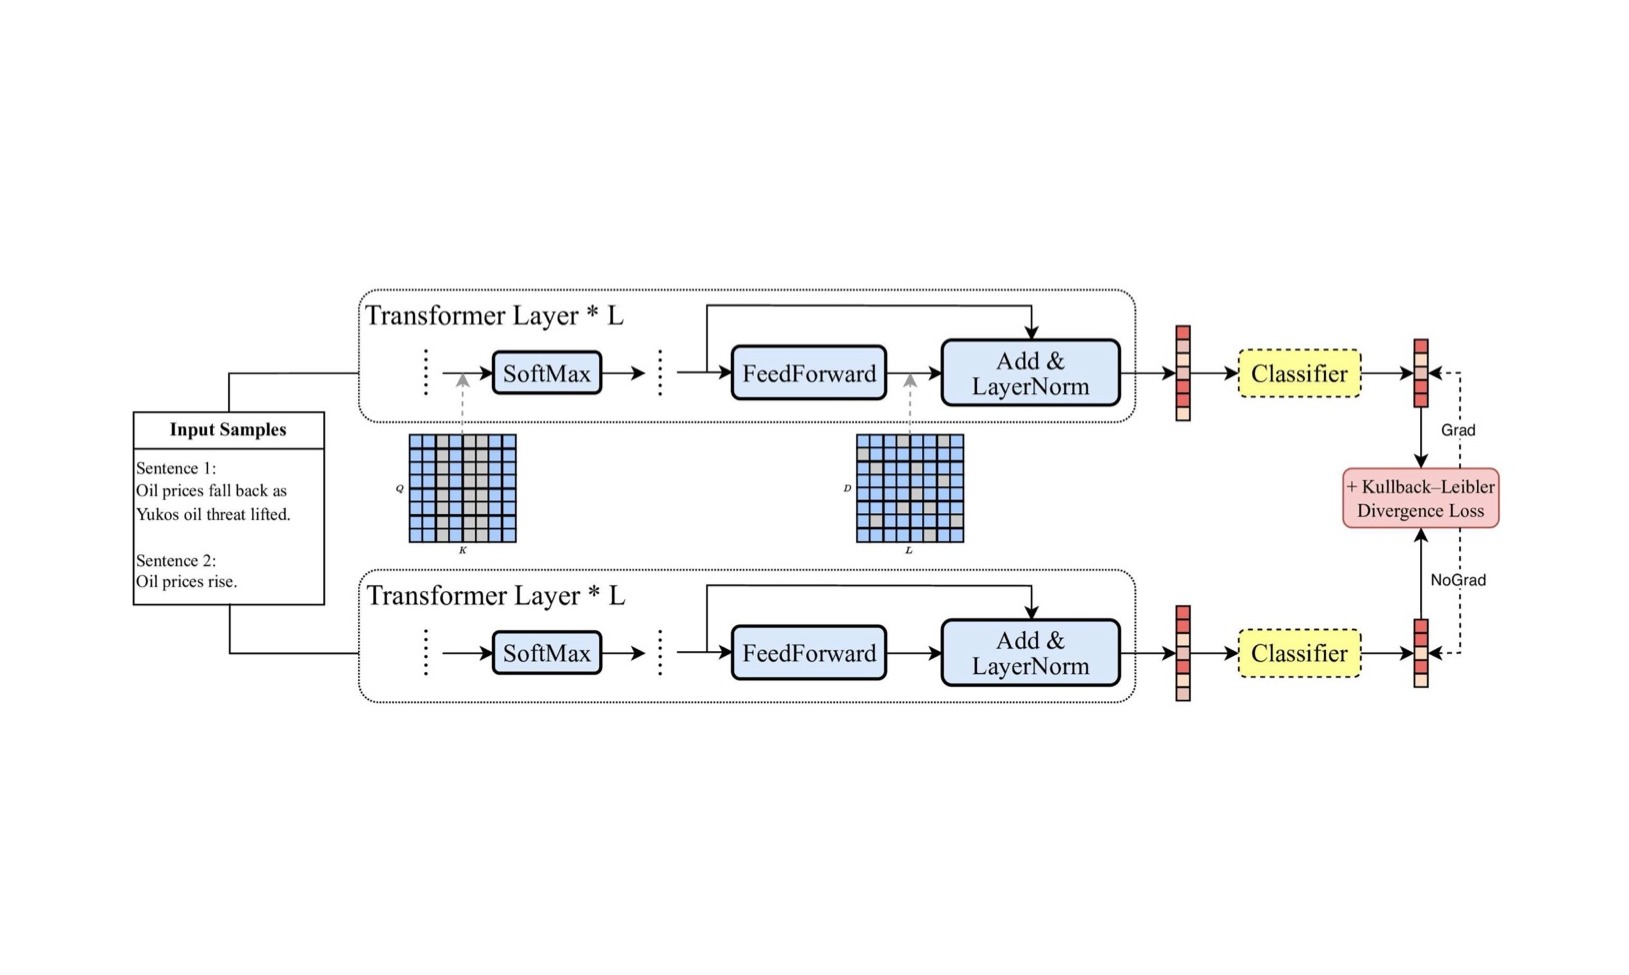 Transformer Layer * L
SoftMax
FeedForward
Add &
LayerNorm
Classifier
Input Samples
Sentence 1:
Oil prices fall back as
Yukos oil threat lifted.
Sentence 2:
Oil prices rise.
Q
K
D
L
Grad
+ Kullback–Leibler
Divergence Loss
NoGrad
Transformer Layer * L
SoftMax
FeedForward
Add &
LayerNorm
Classifier